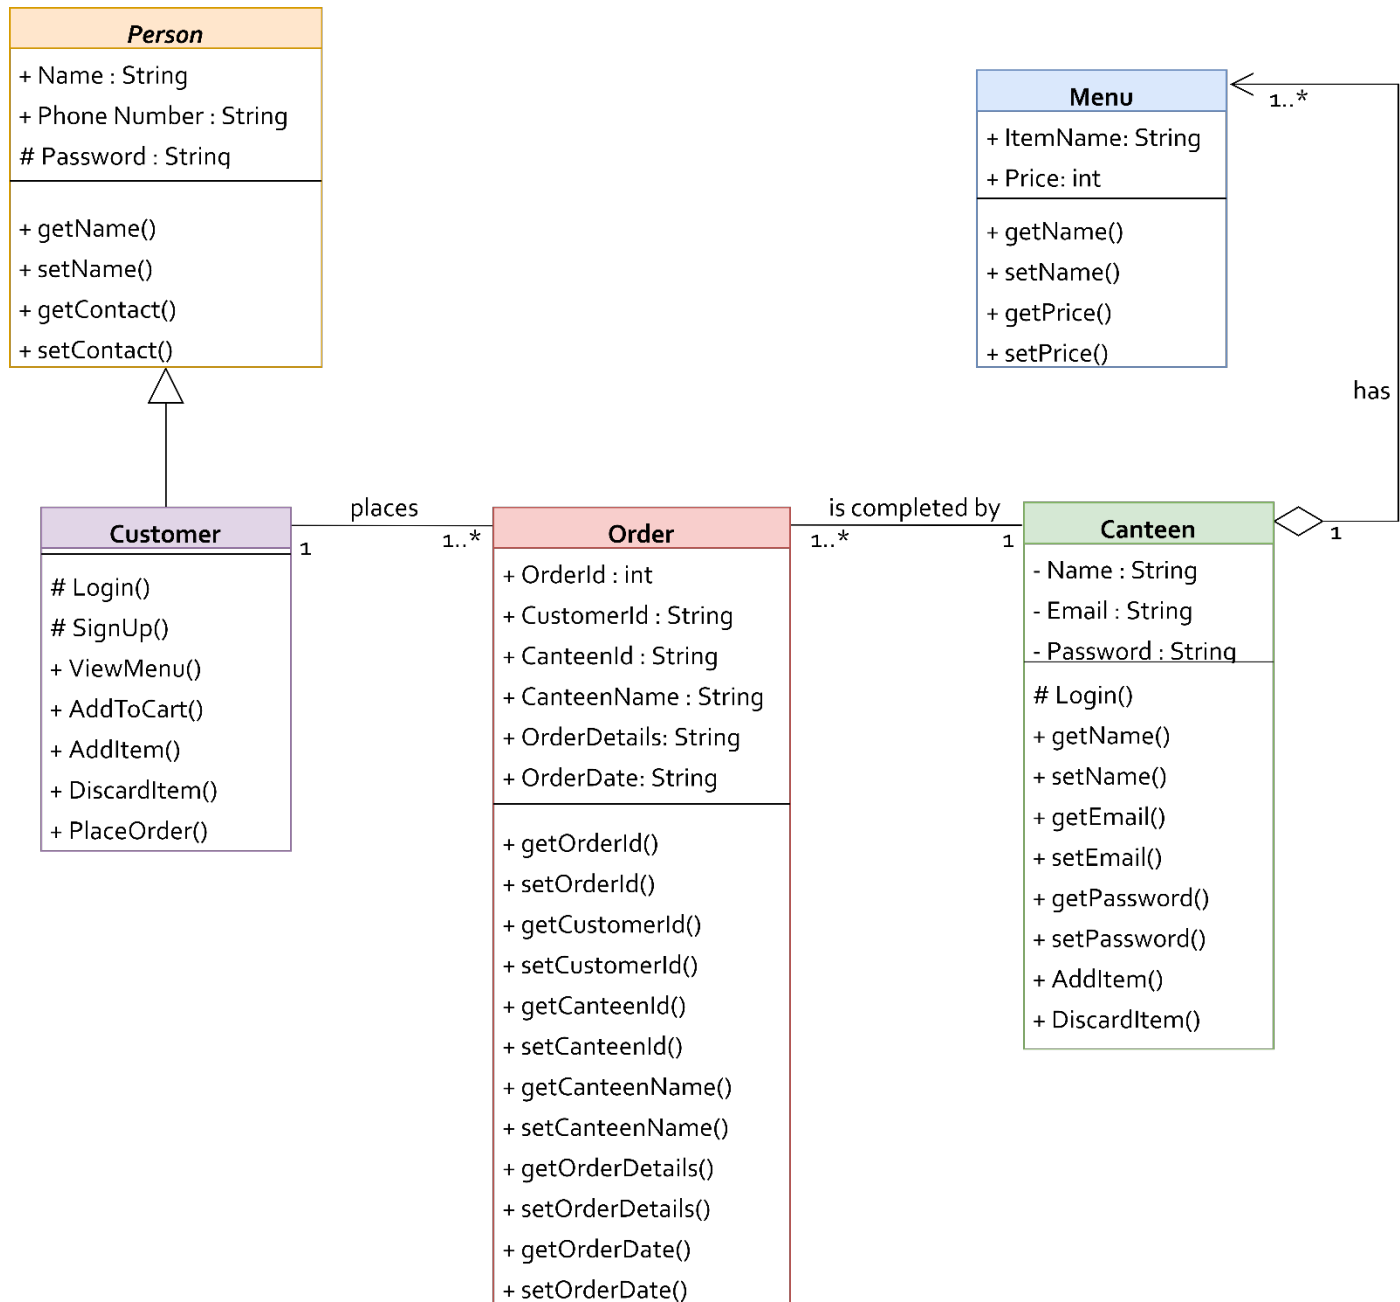 Person
+ Name : String
+ Phone Number : String
# Password : String
+ getName()
+ setName()
+ getContact()
+ setContact()
Menu
+ ItemName: String
+ Price: int
+ getName()
+ setName()
+ getPrice()
+ setPrice()
1..*
has
Customer
# Login()
# SignUp()
+ ViewMenu()
+ AddToCart()
+ AddItem()
+ DiscardItem()
+ PlaceOrder()
places
1
1..*
Order
+ OrderId : int
+ CustomerId : String
+ CanteenId : String
+ CanteenName : String
+ OrderDetails: String
+ OrderDate: String
+ getOrderId()
+ setOrderId()
+ getCustomerId()
+ setCustomerId()
+ getCanteenId()
+ setCanteenId()
+ getCanteenName()
+ setCanteenName()
+ getOrderDetails()
+ setOrderDetails()
+ getOrderDate()
+ setOrderDate()
is completed by
1..*
1
Canteen
- Name : String
- Email : String
- Password : String
# Login()
+ getName()
+ setName()
+ getEmail()
+ setEmail()
+ getPassword()
+ setPassword()
+ AddItem()
+ DiscardItem()
1